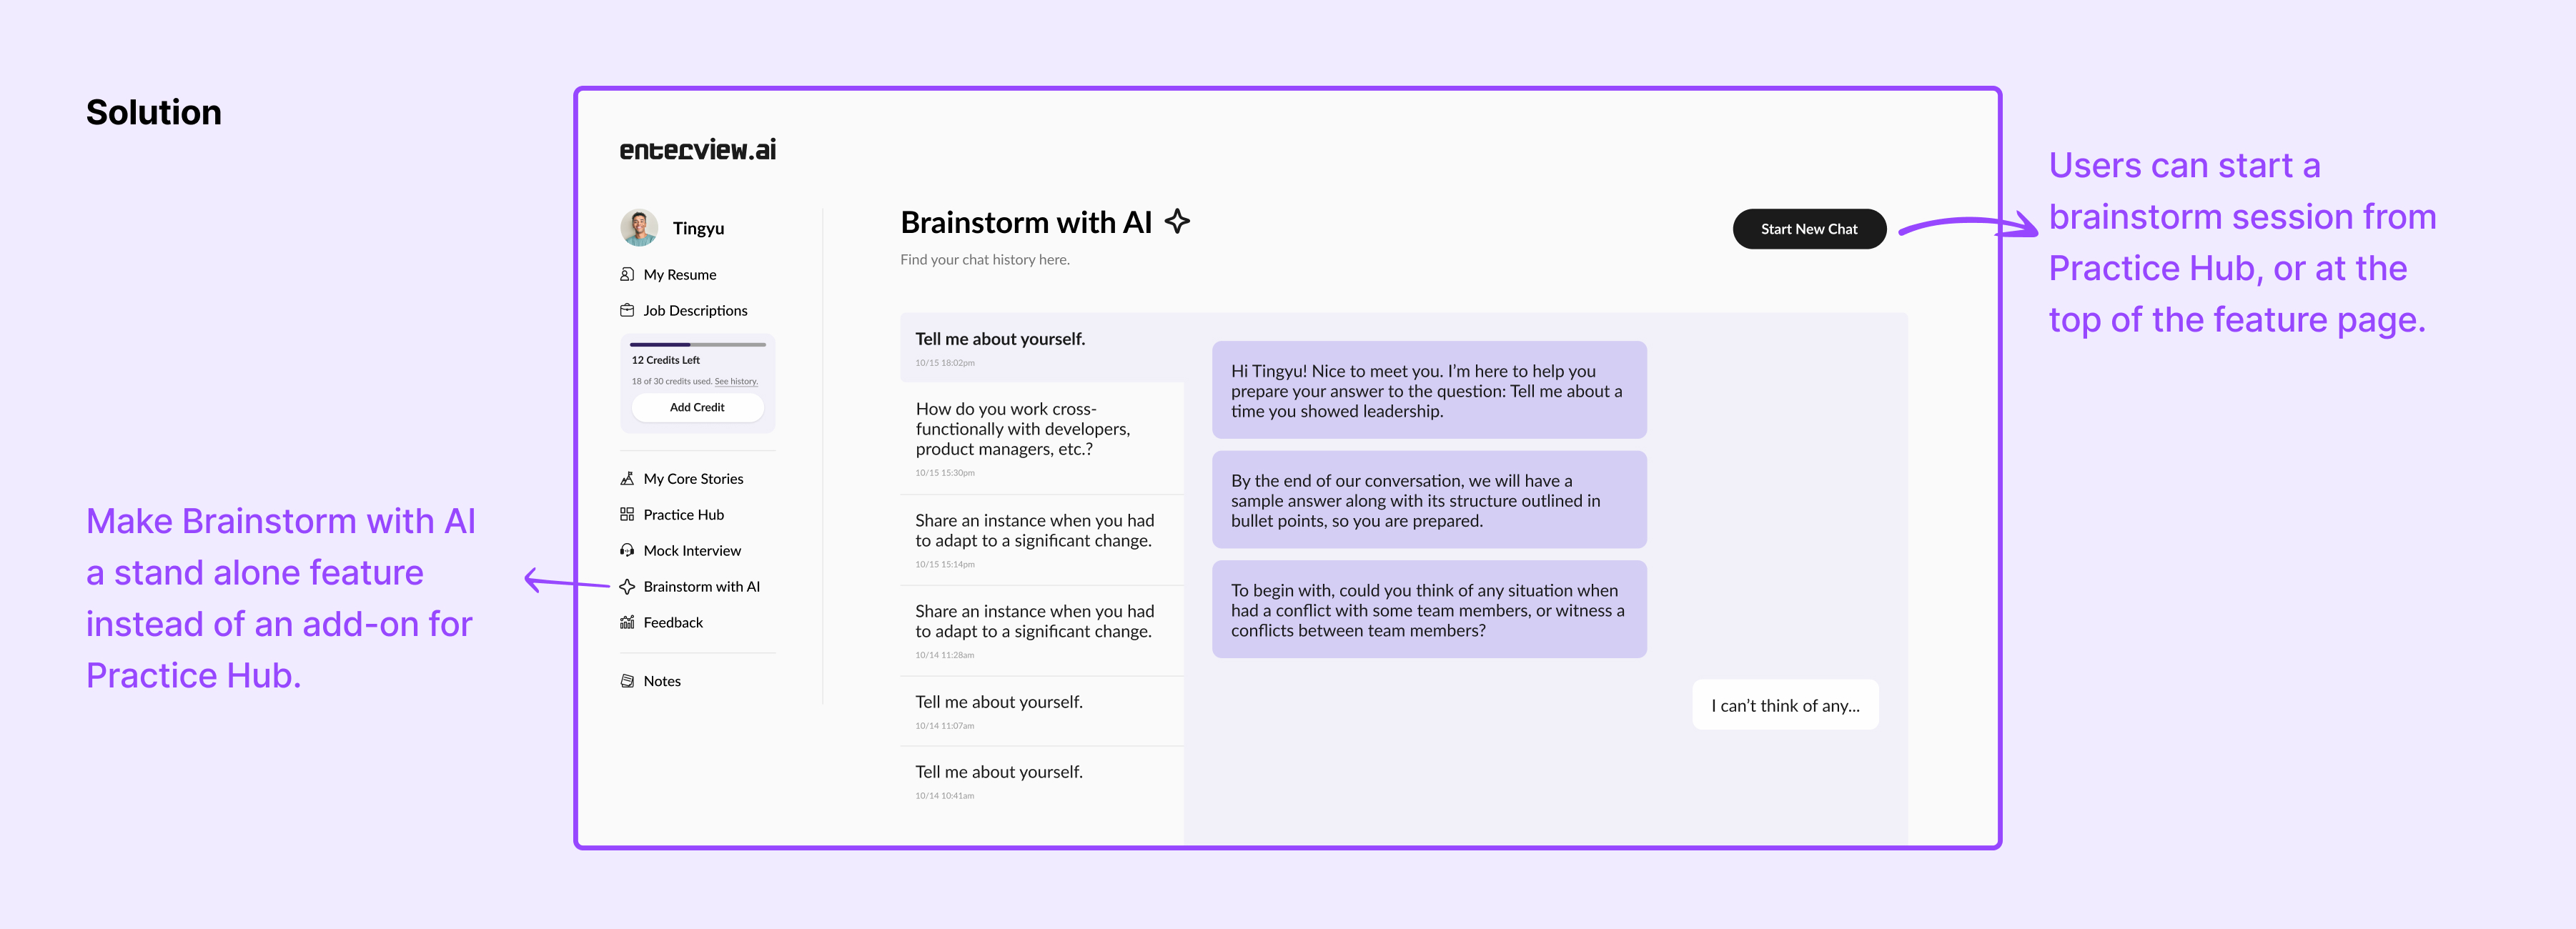 Solution
Make Brainstorm with AI
a stand alone feature
instead of an add-on for
Practice Hub.
enterview.ai
Tingyu
My Resume
Job Descriptions
12 Credits Left
18 of 30 credits used. See history.
Add Credit
My Core Stories
Practice Hub
Mock Interview
Brainstorm with AI
Feedback
Notes
Brainstorm with AI
Find your chat history here.
Start New Chat
Tell me about yourself.
10/15 18:02pm
How do you work cross-
functionally with developers,
product managers, etc.?
10/15 15:30pm
Share an instance when you had
to adapt to a significant change.
10/15 15:14pm
Share an instance when you had
to adapt to a significant change.
10/14 11:28am
Tell me about yourself.
10/14 11:07am
Tell me about yourself.
10/14 10:41am
Hi Tingyu! Nice to meet you. I’m here to help you
prepare your answer to the question: Tell me about a
time you showed leadership.
By the end of our conversation, we will have a
sample answer along with its structure outlined in
bullet points, so you are prepared.
To begin with, could you think of any situation when
had a conflict with some team members, or witness a
conflicts between team members?
I can’t think of any...
Users can start a
brainstorm session from
Practice Hub, or at the
top of the feature page.